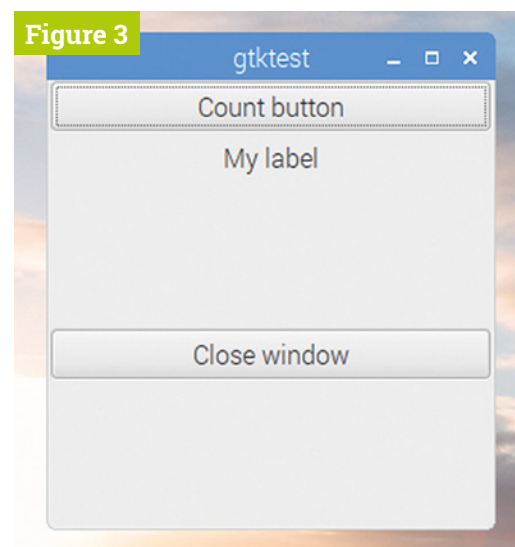 Figure 3
gtktest
Count button
My label
Close window